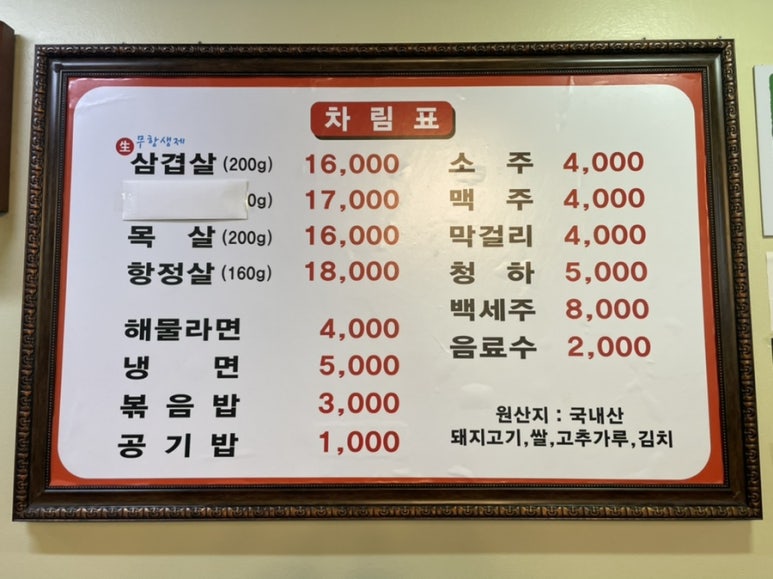 차림표
生 무항생제
삼겹살 (200g) 16,000
0g) 17,000
목 살 (200g) 16,000
항정살 (160g) 18,000
해물라면 4,000
냉 면 5,000
볶음밥 3,000
공기밥 1,000
소 주 4,000
맥 주 4,000
막걸리 4,000
청 하 5,000
백세주 8,000
음료수 2,000
원산지 : 국내산
돼지고기,쌀,고추가루,김치